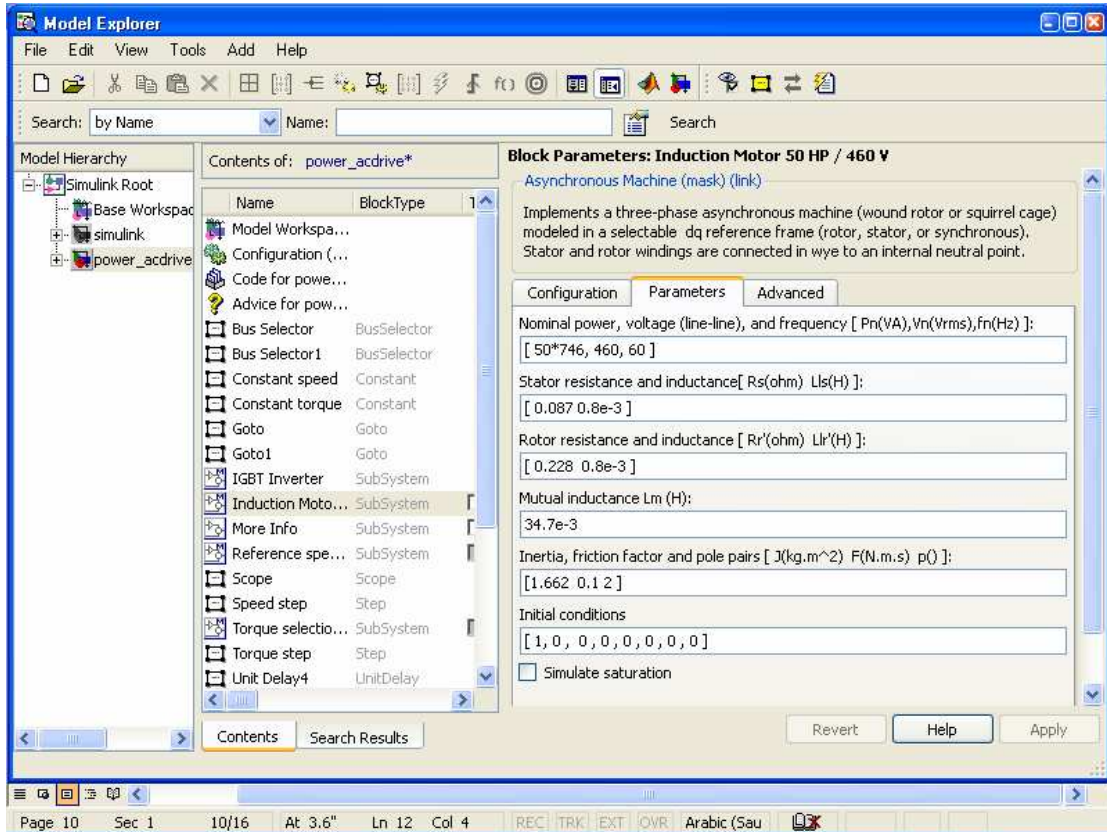 Model Explorer
File Edit View Tools Add Help
Search: by Name Name: Search
Model Hierarchy
Simulink Root
Base Workspac
simulink
power_acdrive
Contents of: power_acdrive*
Name BlockType T
Model Workspa...
Configuration (...
Code for powe...
Advice for pow...
Bus Selector BusSelector
Bus Selector1 BusSelector
Constant speed Constant
Constant torque Constant
Goto Goto
Goto1 Goto
IGBT Inverter SubSystem
Induction Moto... SubSystem
More Info SubSystem
Reference spe... SubSystem
Scope Scope
Speed step Step
Torque selectio... SubSystem
Torque step Step
Unit Delay4 UnitDelay
Contents Search Results
Block Parameters: Induction Motor 50 HP / 460 V
Asynchronous Machine (mask) (link)
Implements a three-phase asynchronous machine (wound rotor or squirrel cage)
modeled in a selectable dq reference frame (rotor, stator, or synchronous).
Stator and rotor windings are connected in wye to an internal neutral point.
Configuration Parameters Advanced
Nominal power, voltage (line-line), and frequency [ Pn(VA),Vn(Vrms),fn(Hz) ]:
[ 50*746, 460, 60 ]
Stator resistance and inductance[ Rs(ohm) Lls(H) ]:
[ 0.087 0.8e-3 ]
Rotor resistance and inductance [ Rr'(ohm) Llr'(H) ]:
[ 0.228 0.8e-3 ]
Mutual inductance Lm (H):
34.7e-3
Inertia, friction factor and pole pairs [ J(kg.m^2) F(N.m.s) p() ]:
[1.662 0.1 2 ]
Initial conditions
[ 1, 0 , 0 , 0 , 0 , 0 , 0 , 0 ]
Simulate saturation
Revert Help Apply
Page 10 Sec 1 10/16 At 3.6" Ln 12 Col 4 REC TRK EXT OVR Arabic (Sau